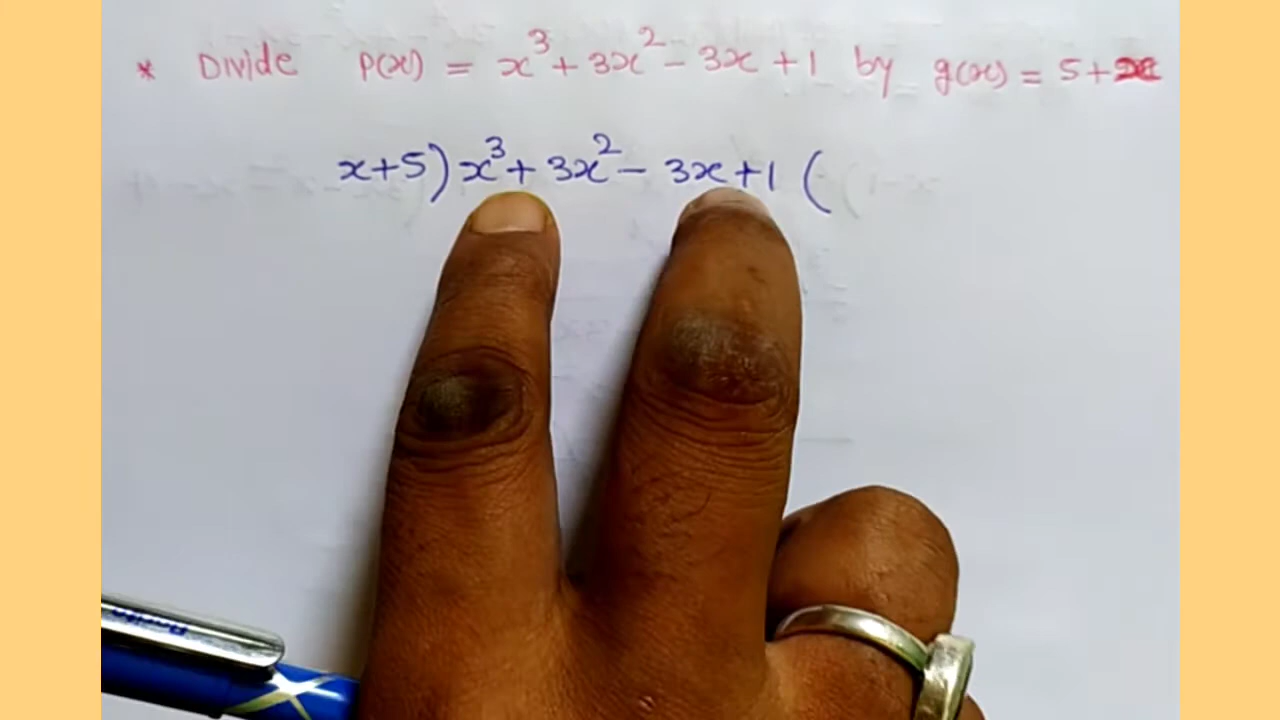 * Divide p(x) = x³ + 3x² - 3x + 1 by g(x) = 5 + x
x+5) x³ + 3x² - 3x + 1 (